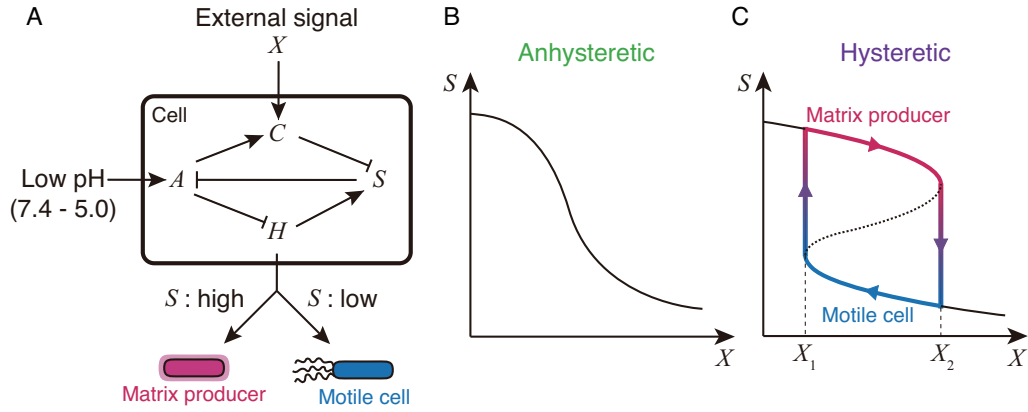 A
External signal
X
Cell
C
Low pH
(7.4 - 5.0)
A
S
H
S : high
S : low
Matrix producer
Motile cell
B
Anhysteretic
S
X
C
Hysteretic
S
Matrix producer
Motile cell
X1
X2
X